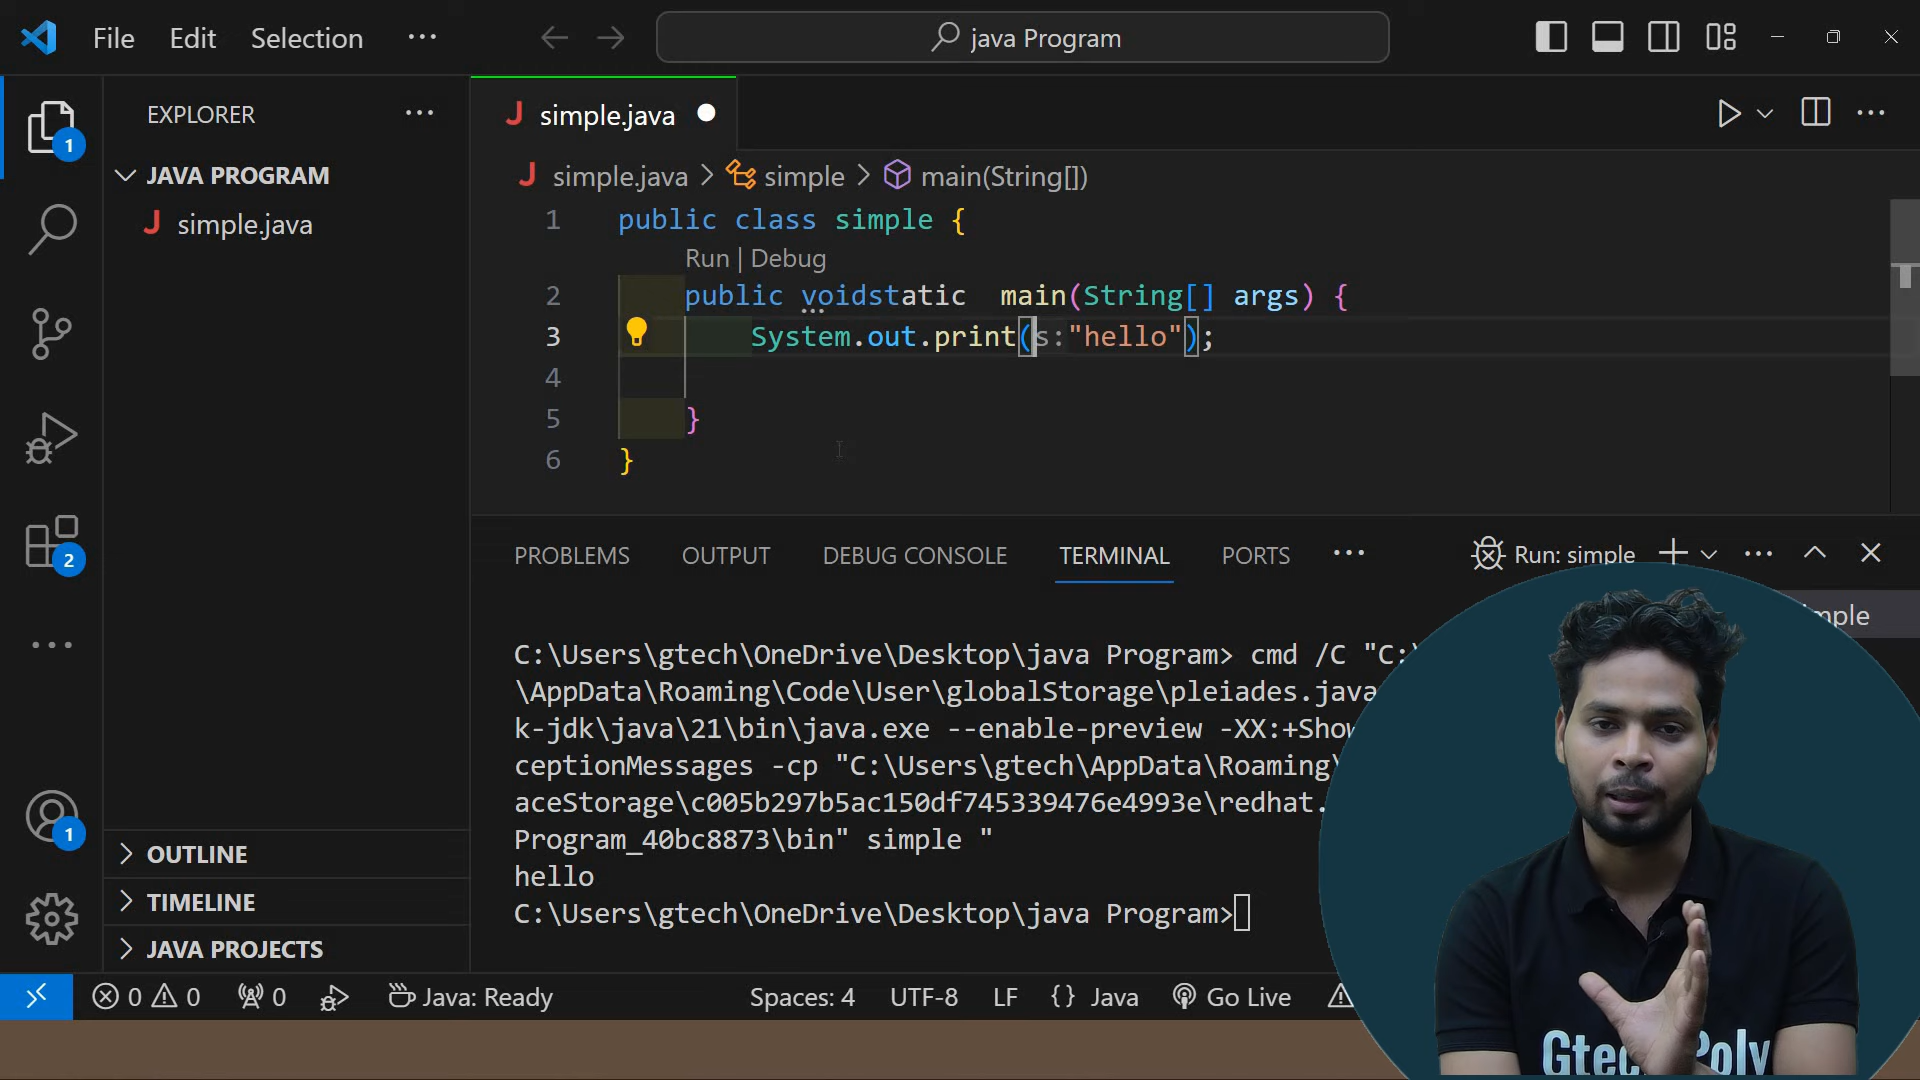 File Edit Selection ··· java Program
EXPLORER ···
simple.java
JAVA PROGRAM
simple.java
simple.java > simple > main(String[])
1 public class simple {
Run | Debug
2 public voidstatic main(String[] args) {
3 System.out.print(s:"hello");
4
5 }
6 }
1
2
1
PROBLEMS OUTPUT DEBUG CONSOLE TERMINAL PORTS ··· Run: simple
C:\Users\gtech\OneDrive\Desktop\java Program> cmd /C "C:\
\AppData\Roaming\Code\User\globalStorage\pleiades.java
k-jdk\java\21\bin\java.exe --enable-preview -XX:+Show
ceptionMessages -cp "C:\Users\gtech\AppData\Roaming\
aceStorage\c005b297b5ac150df745339476e4993e\redhat.
Program_40bc8873\bin" simple "
hello
C:\Users\gtech\OneDrive\Desktop\java Program>
OUTLINE
TIMELINE
JAVA PROJECTS
0 0 0 Java: Ready Spaces: 4 UTF-8 LF {} Java Go Live